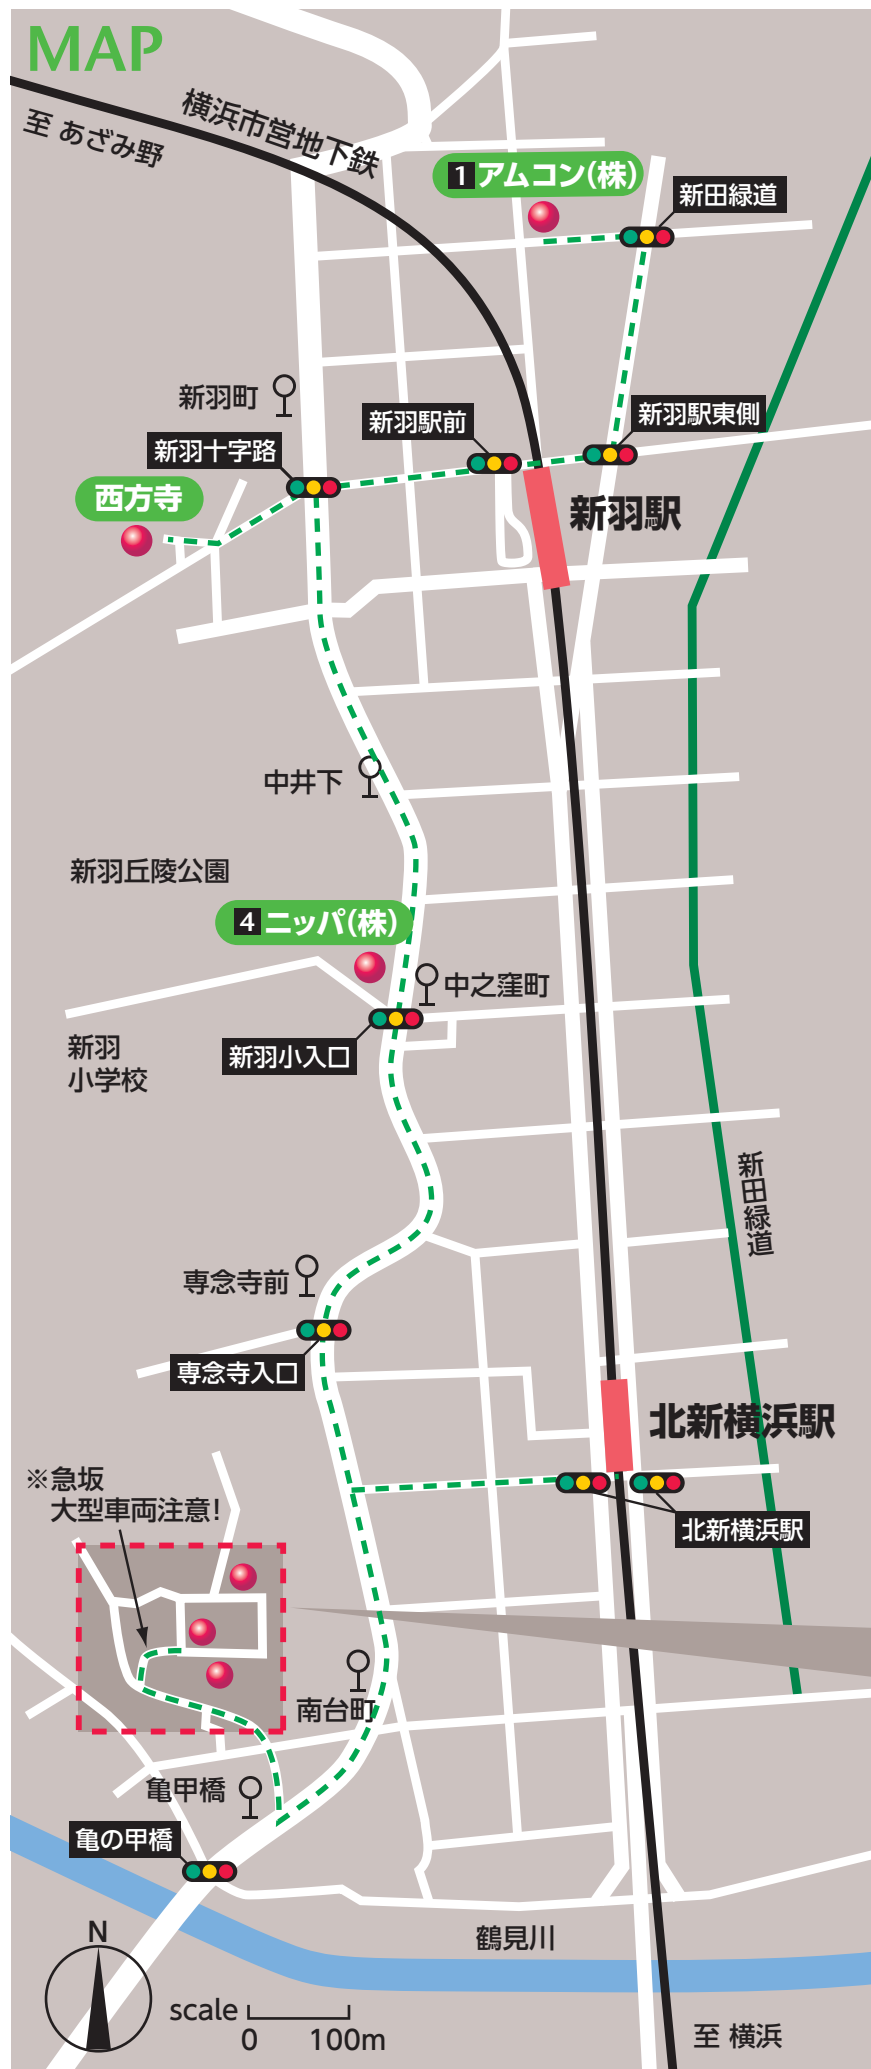 MAP
横浜市営地下鉄
至 あざみ野
1 アムコン(株)
新田緑道
新羽町
新羽駅前
新羽駅東側
新羽十字路
西方寺
新羽駅
中井下
新羽丘陵公園
4 ニッパ(株)
中之窪町
新羽
小学校
新羽小入口
新田緑道
専念寺前
専念寺入口
北新横浜駅
※急坂
大型車両注意!
北新横浜駅
南台町
亀甲橋
亀の甲橋
鶴見川
N
scale
0 100m
至 横浜